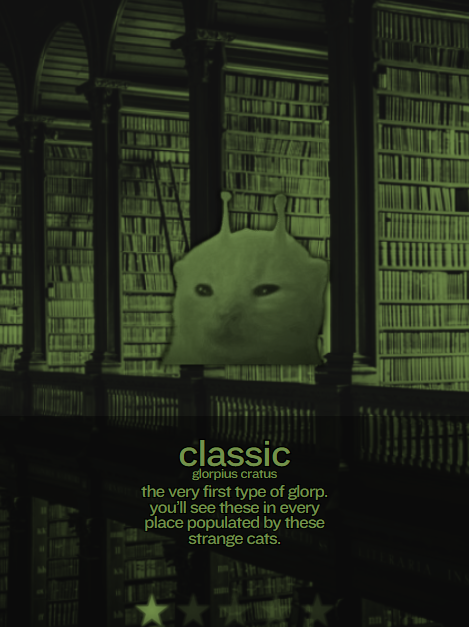 classic
glorpius cratus
the very first type of glorp.
you'll see these in every
place populated by these
strange cats.